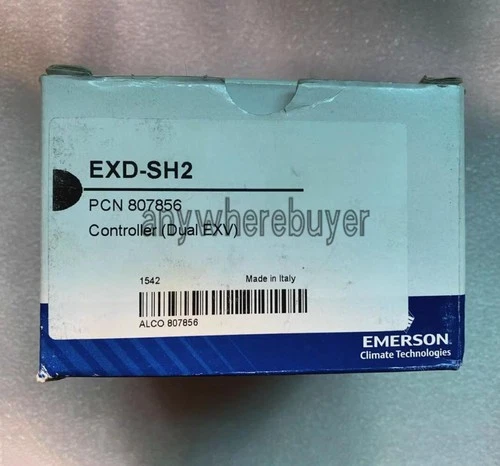 EXD-SH2
PCN 807856
anywherebuyer
Controller (Dual EXV)
1542 Made in Italy
ALCO 807856
EMERSON
Climate Technologies